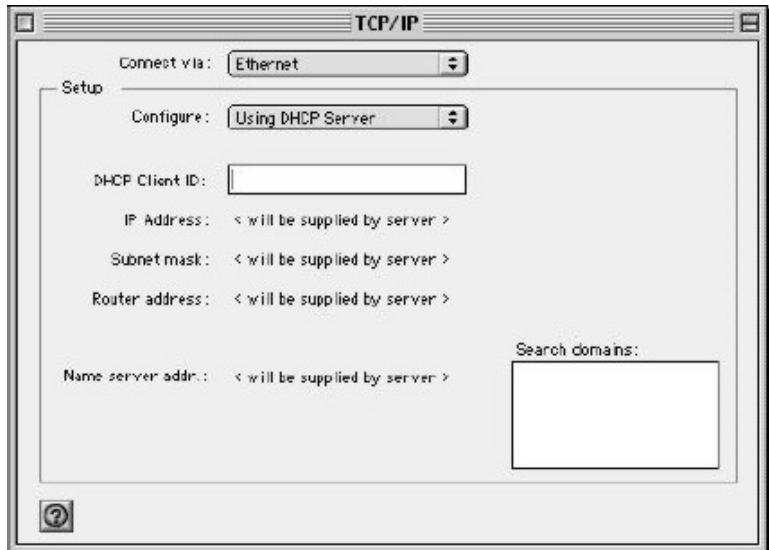 TCP/IP
Connect via: Ethernet
Setup
Configure: Using DHCP Server
DHCP Client ID:
IP Address: < will be supplied by server >
Subnet mask: < will be supplied by server >
Router address: < will be supplied by server >
Search domains:
Name server addr.: < will be supplied by server >
?